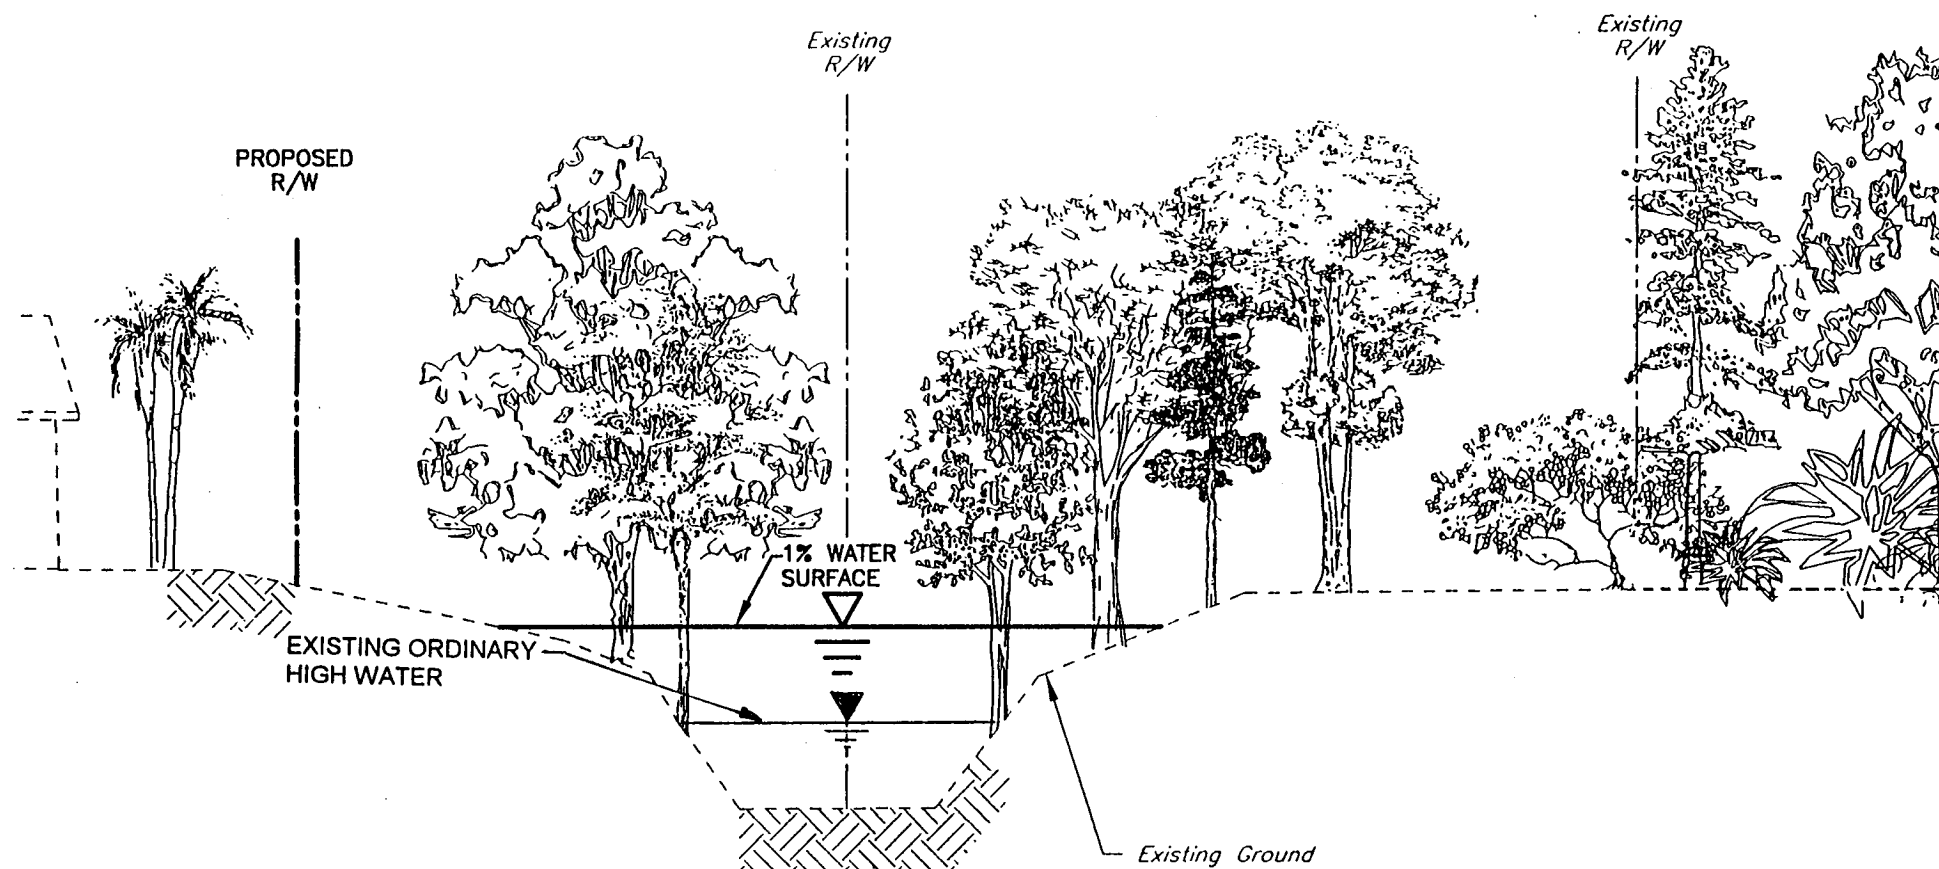 Existing
R/W
Existing
R/W
PROPOSED
R/W
1% WATER
SURFACE
EXISTING ORDINARY
HIGH WATER
Existing Ground